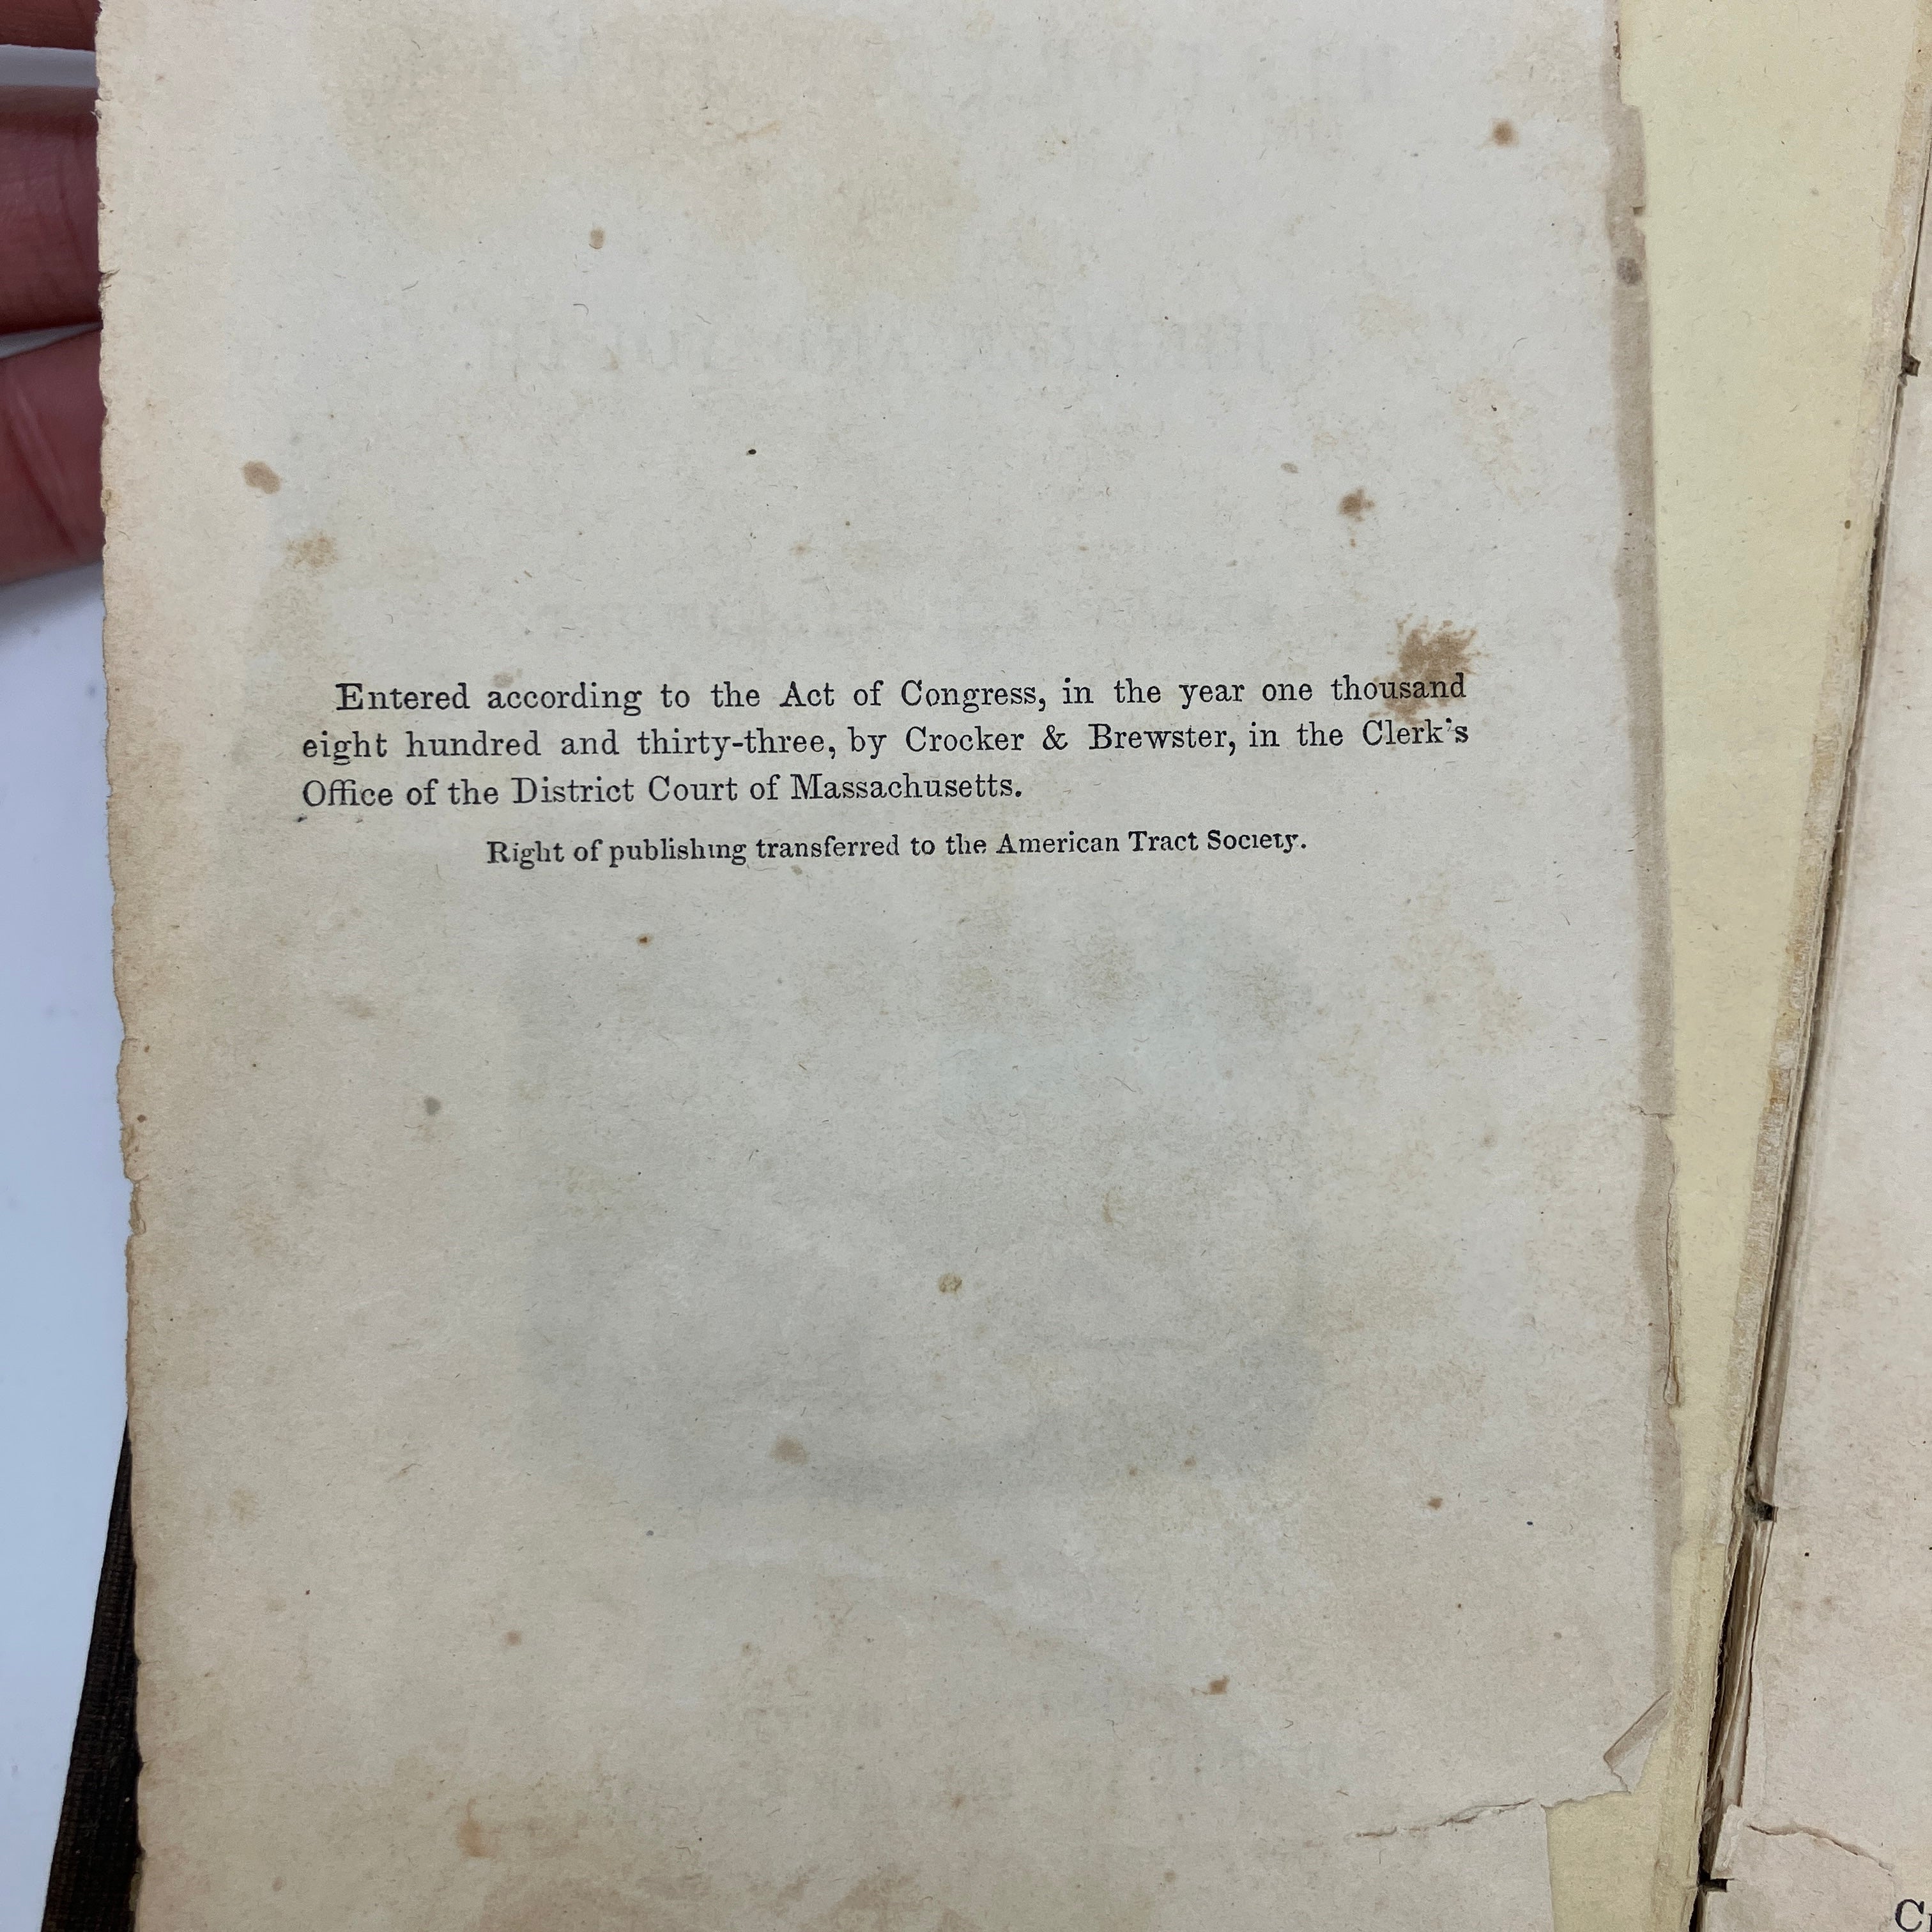 Entered according to the Act of Congress, in the year one thousand
eight hundred and thirty-three, by Crocker & Brewster, in the Clerk's
Office of the District Court of Massachusetts.
Right of publishing transferred to the American Tract Society.